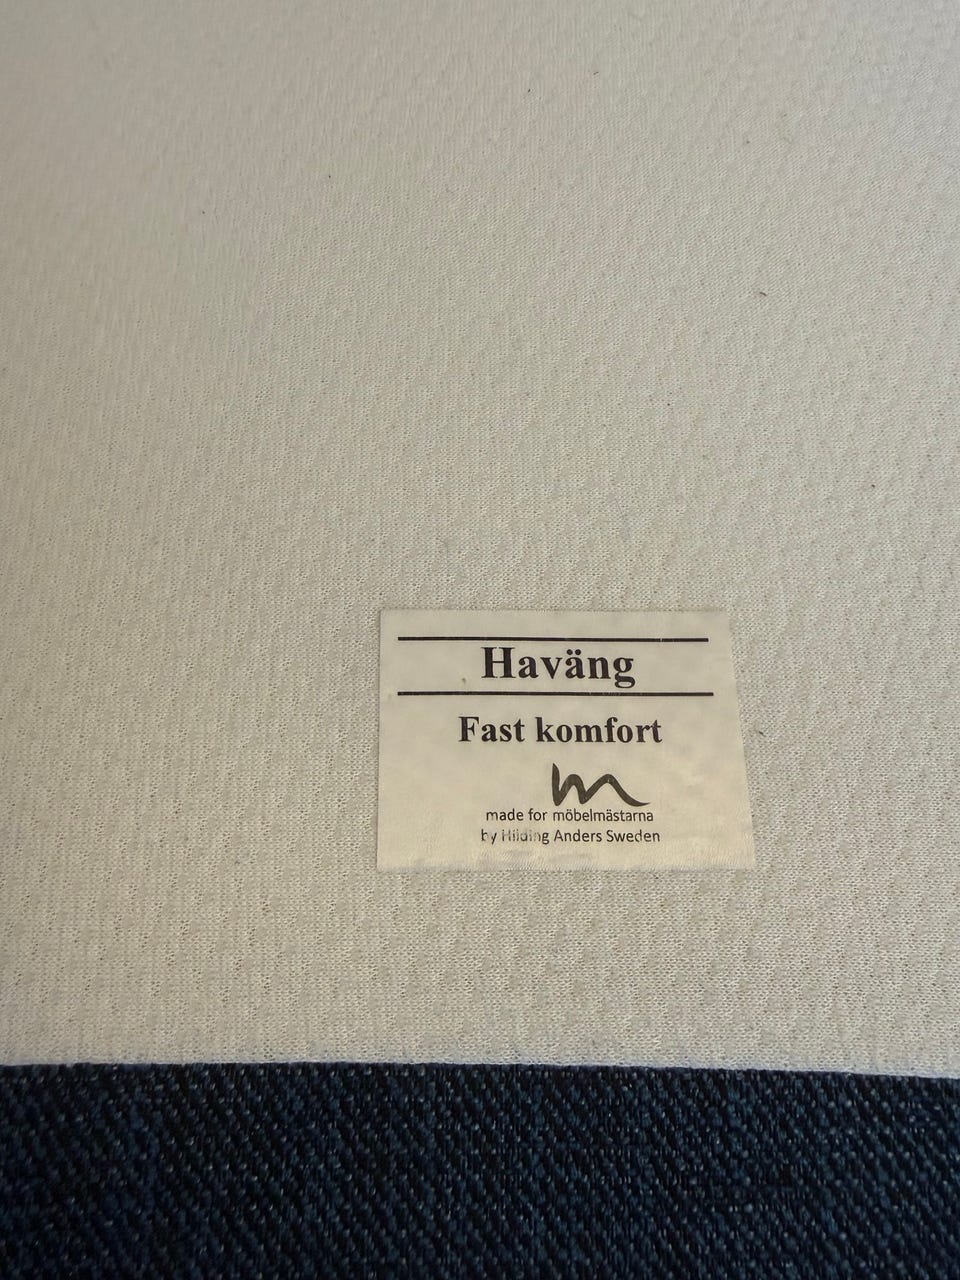 Haväng
Fast komfort
made for möbelmästarna
by Hilding Anders Sweden